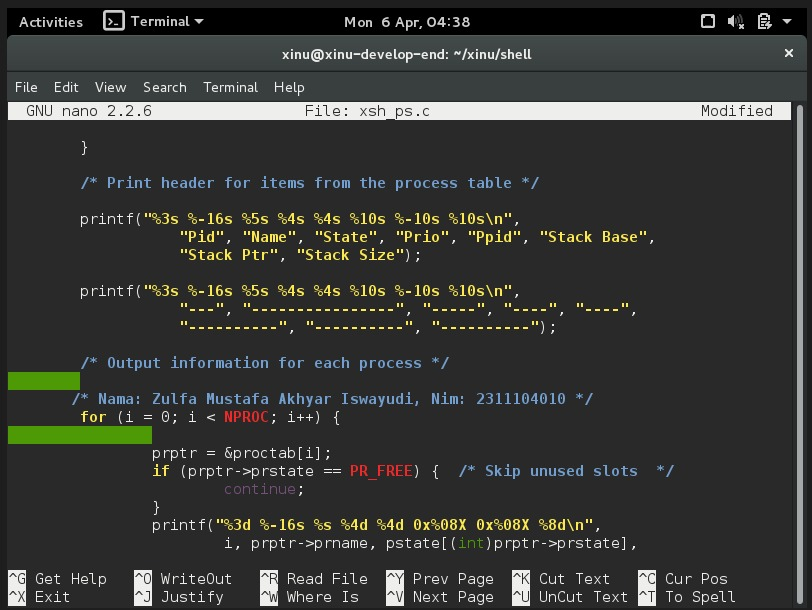 Activities Terminal Mon 6 Apr, 04:38
xinu@xinu-develop-end: ~/xinu/shell ×
File Edit View Search Terminal Help
GNU nano 2.2.6 File: xsh_ps.c Modified
}
/* Print header for items from the process table */
printf("%3s %-16s %5s %4s %4s %10s %-10s %10s\n",
"Pid", "Name", "State", "Prio", "Ppid", "Stack Base",
"Stack Ptr", "Stack Size");
printf("%3s %-16s %5s %4s %4s %10s %-10s %10s\n",
"---", "----------------", "-----", "----", "----",
"----------", "----------", "----------");
/* Output information for each process */
/* Nama: Zulfa Mustafa Akhyar Iswayudi, Nim: 2311104010 */
for (i = 0; i < NPROC; i++) {
prptr = &proctab[i];
if (prptr->prstate == PR_FREE) { /* Skip unused slots */
continue;
}
printf("%3d %-16s %s %4d %4d 0x%08X 0x%08X %8d\n",
i, prptr->prname, pstate[(int)prptr->prstate],
^G Get Help ^O WriteOut ^R Read File ^Y Prev Page ^K Cut Text ^C Cur Pos
^X Exit ^J Justify ^W Where Is ^V Next Page ^U UnCut Text ^T To Spell